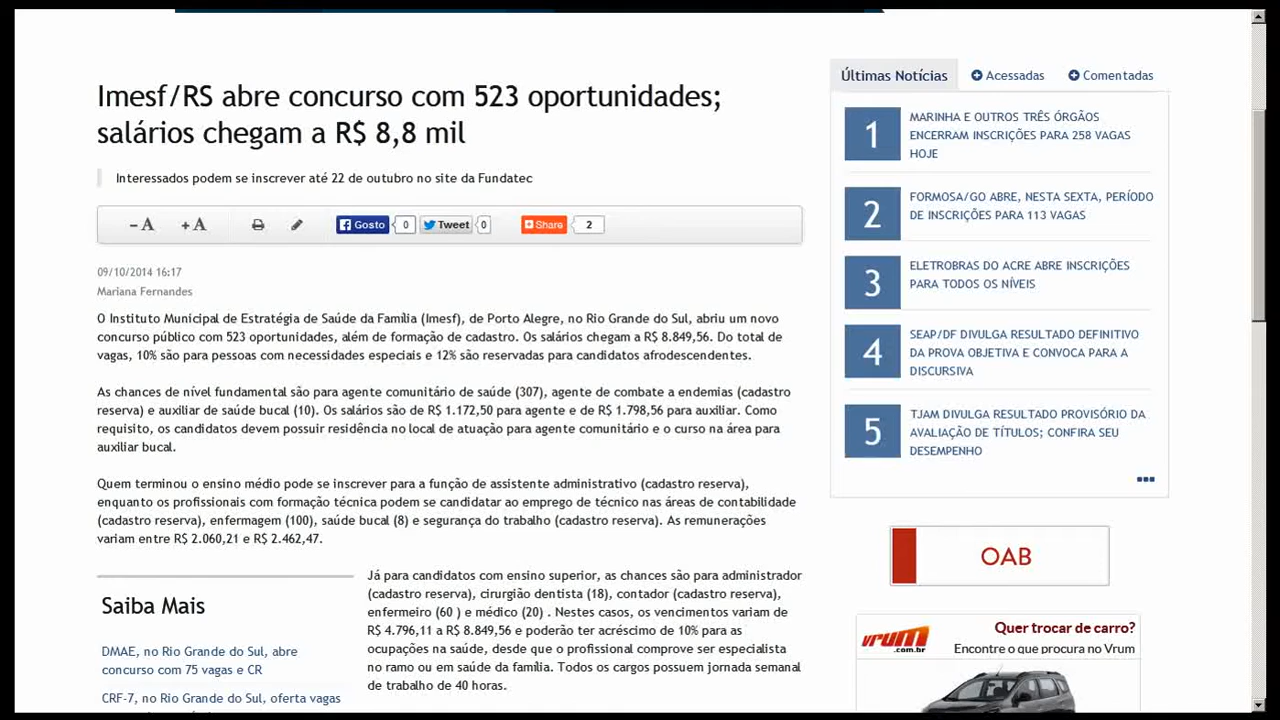 Imesf/RS abre concurso com 523 oportunidades;
salários chegam a R$ 8,8 mil
Interessados podem se inscrever até 22 de outubro no site da Fundatec
– A
+ A
Gosto
0
Tweet
0
Share
2
09/10/2014 16:17
Mariana Fernandes
O Instituto Municipal de Estratégia de Saúde da Família (Imesf), de Porto Alegre, no Rio Grande do Sul, abriu um novo
concurso público com 523 oportunidades, além de formação de cadastro. Os salários chegam a R$ 8.849,56. Do total de
vagas, 10% são para pessoas com necessidades especiais e 12% são reservadas para candidatos afrodescendentes.
As chances de nível fundamental são para agente comunitário de saúde (307), agente de combate a endemias (cadastro
reserva) e auxiliar de saúde bucal (10). Os salários são de R$ 1.172,50 para agente e de R$ 1.798,56 para auxiliar. Como
requisito, os candidatos devem possuir residência no local de atuação para agente comunitário e o curso na área para
auxiliar bucal.
Quem terminou o ensino médio pode se inscrever para a função de assistente administrativo (cadastro reserva),
enquanto os profissionais com formação técnica podem se candidatar ao emprego de técnico nas áreas de contabilidade
(cadastro reserva), enfermagem (100), saúde bucal (8) e segurança do trabalho (cadastro reserva). As remunerações
variam entre R$ 2.060,21 e R$ 2.462,47.
Já para candidatos com ensino superior, as chances são para administrador
(cadastro reserva), cirurgião dentista (18), contador (cadastro reserva),
enfermeiro (60 ) e médico (20) . Nestes casos, os vencimentos variam de
R$ 4.796,11 a R$ 8.849,56 e poderão ter acréscimo de 10% para as
ocupações na saúde, desde que o profissional comprove ser especialista
no ramo ou em saúde da família. Todos os cargos possuem jornada semanal
de trabalho de 40 horas.
Saiba Mais
DMAE, no Rio Grande do Sul, abre
concurso com 75 vagas e CR
CRF-7, no Rio Grande do Sul, oferta vagas
Últimas Notícias
Acessadas
Comentadas
1
MARINHA E OUTROS TRÊS ÓRGÃOS
ENCERRAM INSCRIÇÕES PARA 258 VAGAS
HOJE
2
FORMOSA/GO ABRE, NESTA SEXTA, PERÍODO
DE INSCRIÇÕES PARA 113 VAGAS
3
ELETROBRAS DO ACRE ABRE INSCRIÇÕES
PARA TODOS OS NÍVEIS
4
SEAP/DF DIVULGA RESULTADO DEFINITIVO
DA PROVA OBJETIVA E CONVOCA PARA A
DISCURSIVA
5
TJAM DIVULGA RESULTADO PROVISÓRIO DA
AVALIAÇÃO DE TÍTULOS; CONFIRA SEU
DESEMPENHO
OAB
vrum
.com.br
Quer trocar de carro?
Encontre o que procura no Vrum